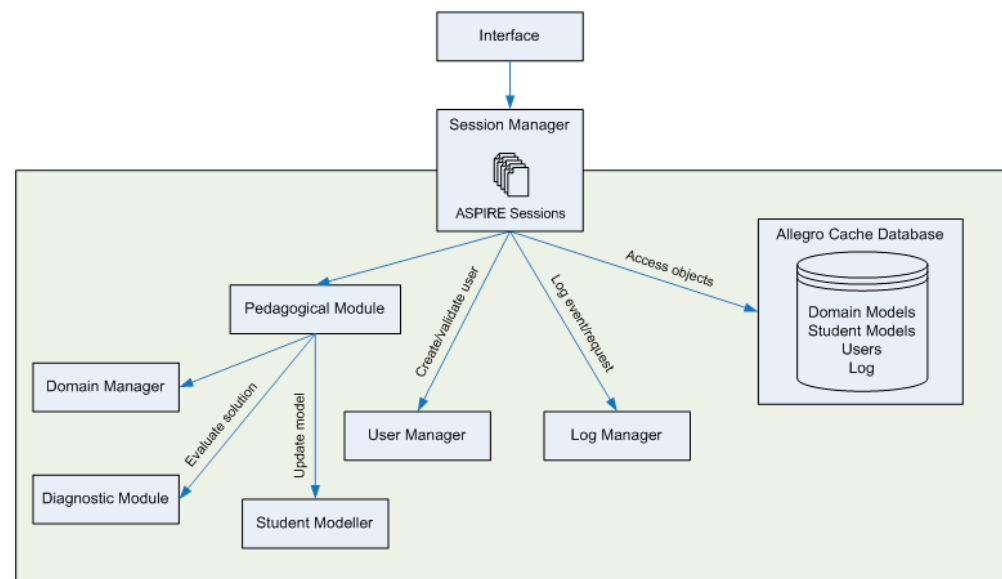 Interface
Session Manager
ASPIRE Sessions
Allegro Cache Database
Access objects
Domain Models
Student Models
Users
Log
Pedagogical Module
Create/validate user
Log event/request
Domain Manager
Evaluate solution
Update model
User Manager
Log Manager
Diagnostic Module
Student Modeller